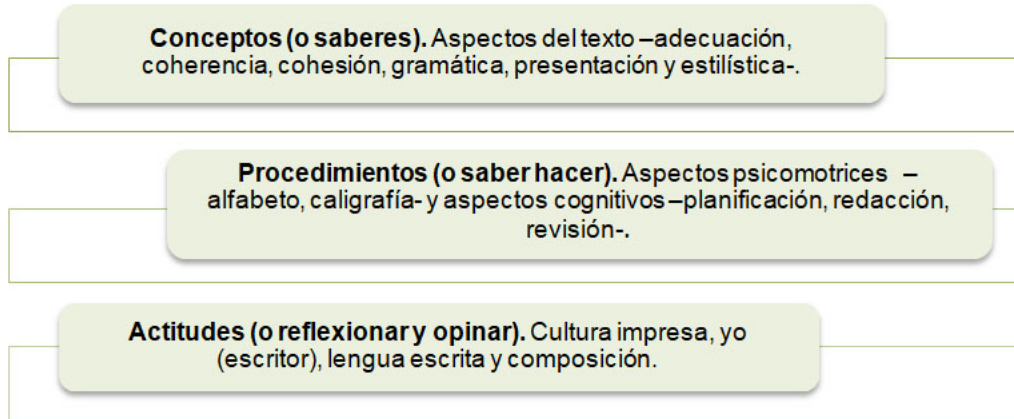 Conceptos (o saberes). Aspectos del texto –adecuación,
coherencia, cohesión, gramática, presentación y estilística-.
Procedimientos (o saber hacer). Aspectos psicomotrices –
alfabeto, caligrafía- y aspectos cognitivos –planificación, redacción,
revisión-.
Actitudes (o reflexionar y opinar). Cultura impresa, yo
(escritor), lengua escrita y composición.